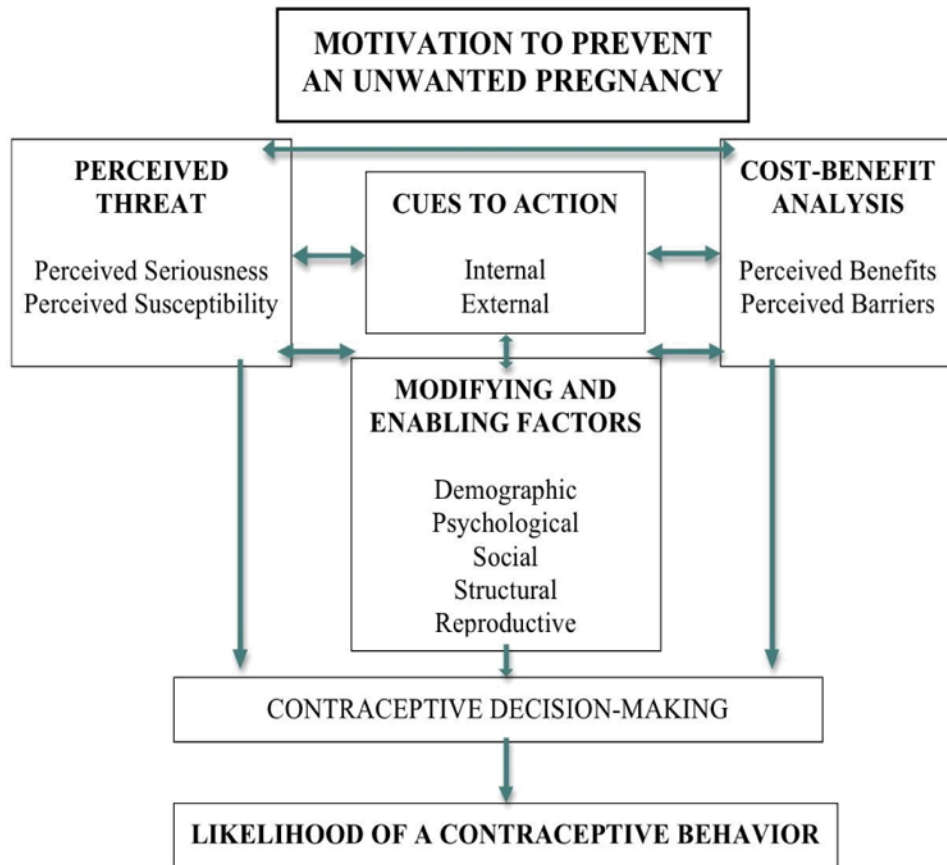 MOTIVATION TO PREVENT
AN UNWANTED PREGNANCY
PERCEIVED
THREAT
Perceived Seriousness
Perceived Susceptibility
CUES TO ACTION
Internal
External
COST-BENEFIT
ANALYSIS
Perceived Benefits
Perceived Barriers
MODIFYING AND
ENABLING FACTORS
Demographic
Psychological
Social
Structural
Reproductive
CONTRACEPTIVE DECISION-MAKING
LIKELIHOOD OF A CONTRACEPTIVE BEHAVIOR